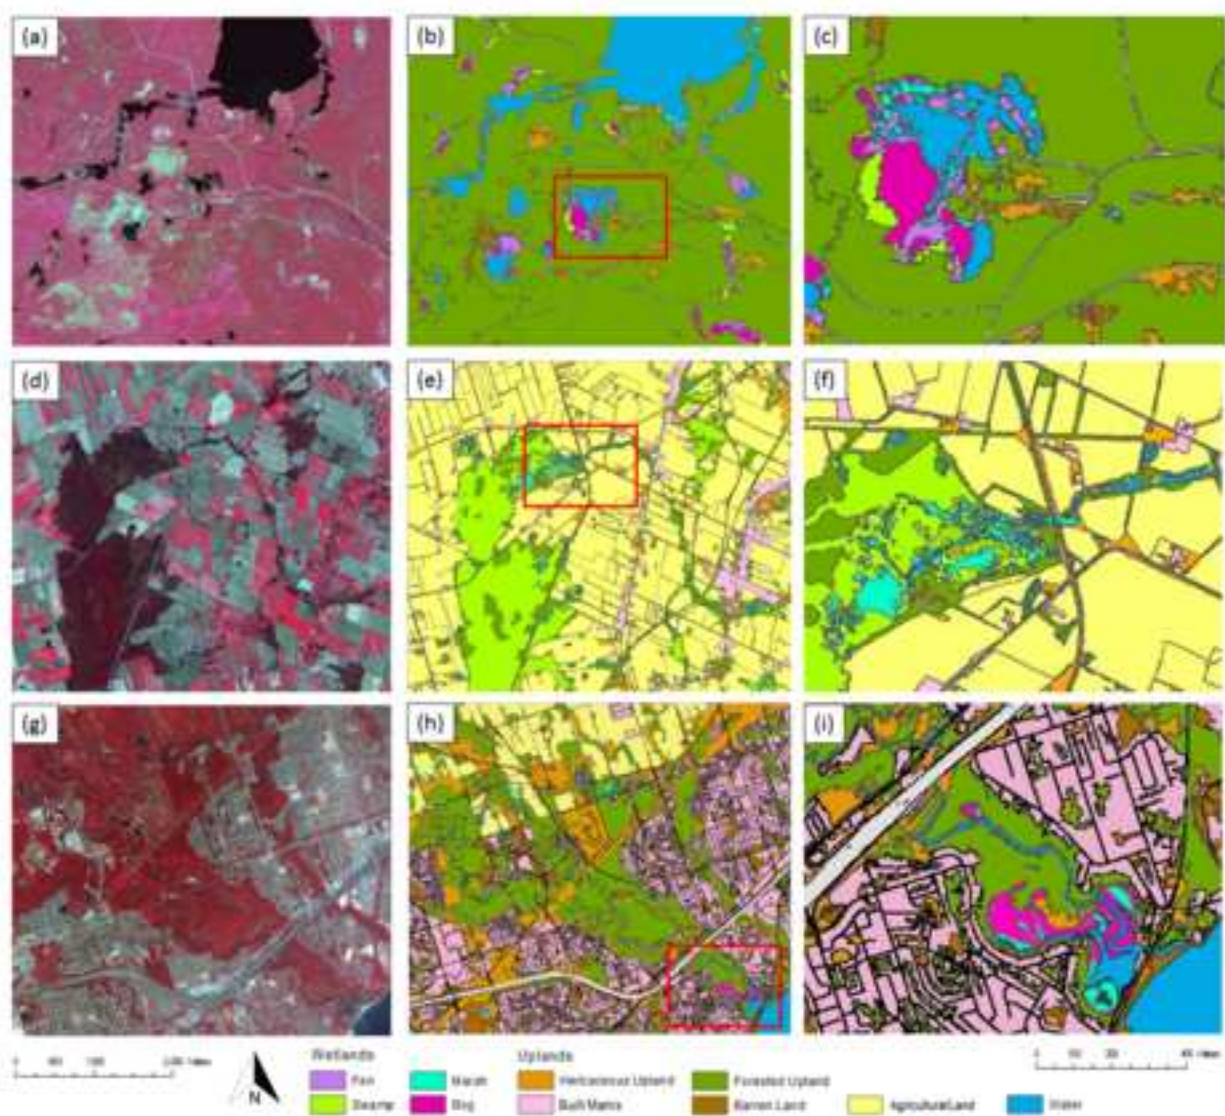 (a)
(b)
(c)
(d)
(e)
(f)
(g)
(h)
(i)
Wetlands
Uplands
Fen
Marsh
Herbaceous Upland
Forested Upland
Swamp
Bog
Built Matrix
Barren Land
Agricultural Land
Water
N